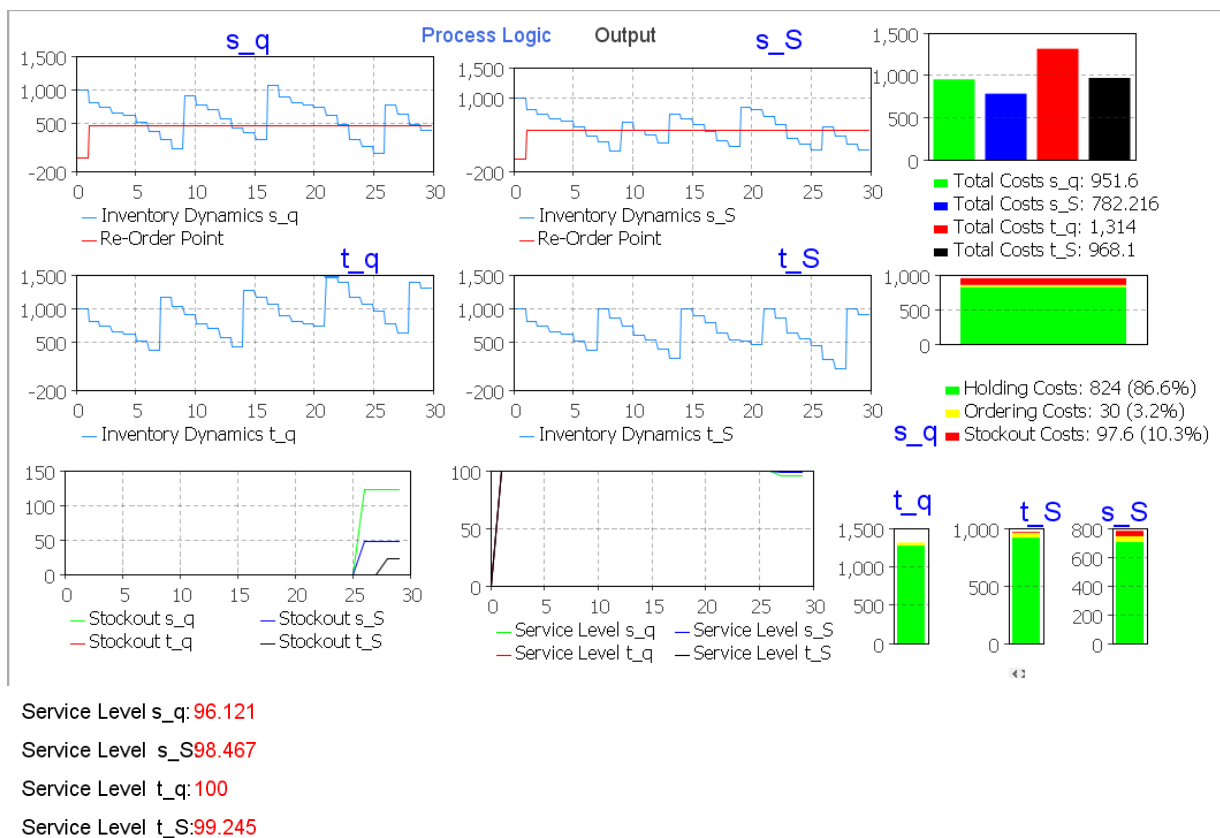 Process Logic Output
s_q
1,500
1,000
500
-200
0 5 10 15 20 25 30
Inventory Dynamics s_q
Re-Order Point
s_S
1,500
1,000
-200
0 5 10 15 20 25 30
Inventory Dynamics s_S
Re-Order Point
1,500
1,000
500
0
Total Costs s_q: 951.6
Total Costs s_S: 782.216
Total Costs t_q: 1,314
Total Costs t_S: 968.1
t_q
1,500
1,000
500
-200
0 5 10 15 20 25 30
Inventory Dynamics t_q
t_S
1,500
1,000
500
-200
0 5 10 15 20 25 30
Inventory Dynamics t_S
1,000
500
0
Holding Costs: 824 (86.6%)
Ordering Costs: 30 (3.2%)
Stockout Costs: 97.6 (10.3%)
s_q
150
100
50
0
0 5 10 15 20 25 30
Stockout s_q Stockout s_S
Stockout t_q Stockout t_S
100
50
0
0 5 10 15 20 25 30
Service Level s_q Service Level s_S
Service Level t_q Service Level t_S
t_q
1,500
1,000
500
0
t_S
1,000
500
0
s_S
800
600
400
200
0
Service Level s_q: 96.121
Service Level s_S 98.467
Service Level t_q: 100
Service Level t_S: 99.245